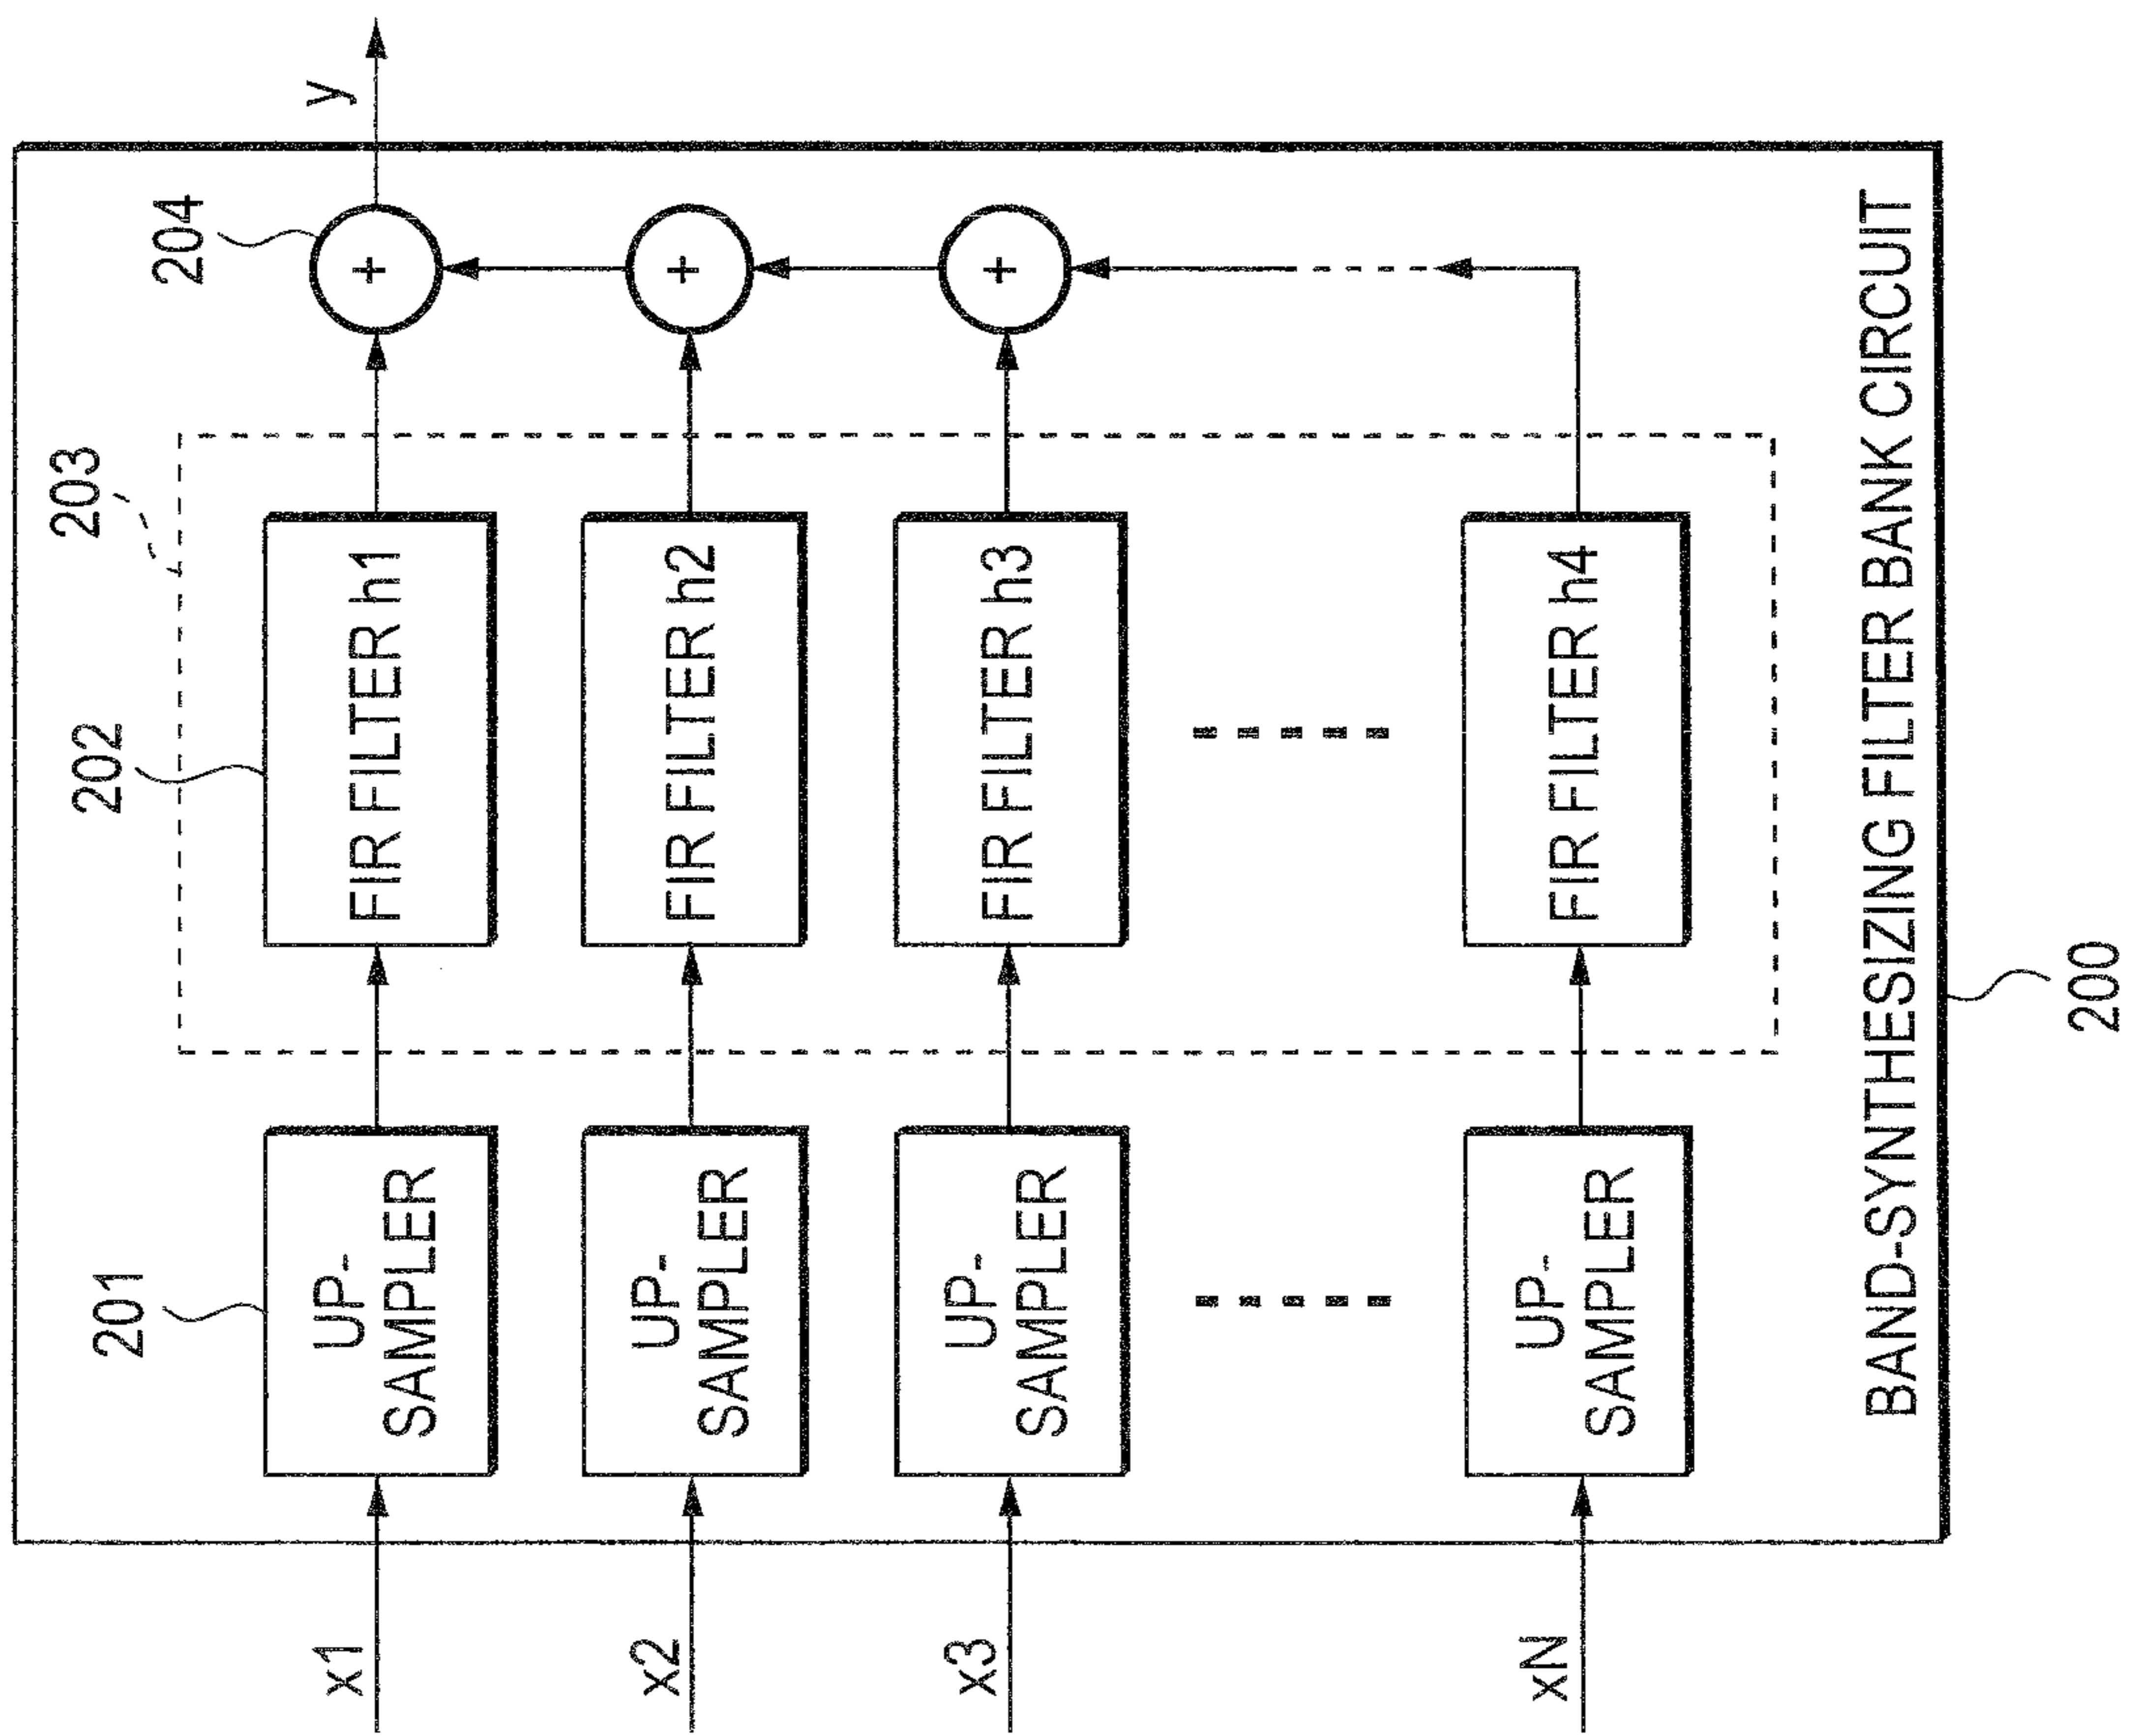 x1
x2
x3
xN
201
UP-
SAMPLER
UP-
SAMPLER
UP-
SAMPLER
UP-
SAMPLER
202
203
FIR FILTER h1
FIR FILTER h2
FIR FILTER h3
FIR FILTER h4
204
+
+
+
y
BAND-SYNTHESIZING FILTER BANK CIRCUIT
200